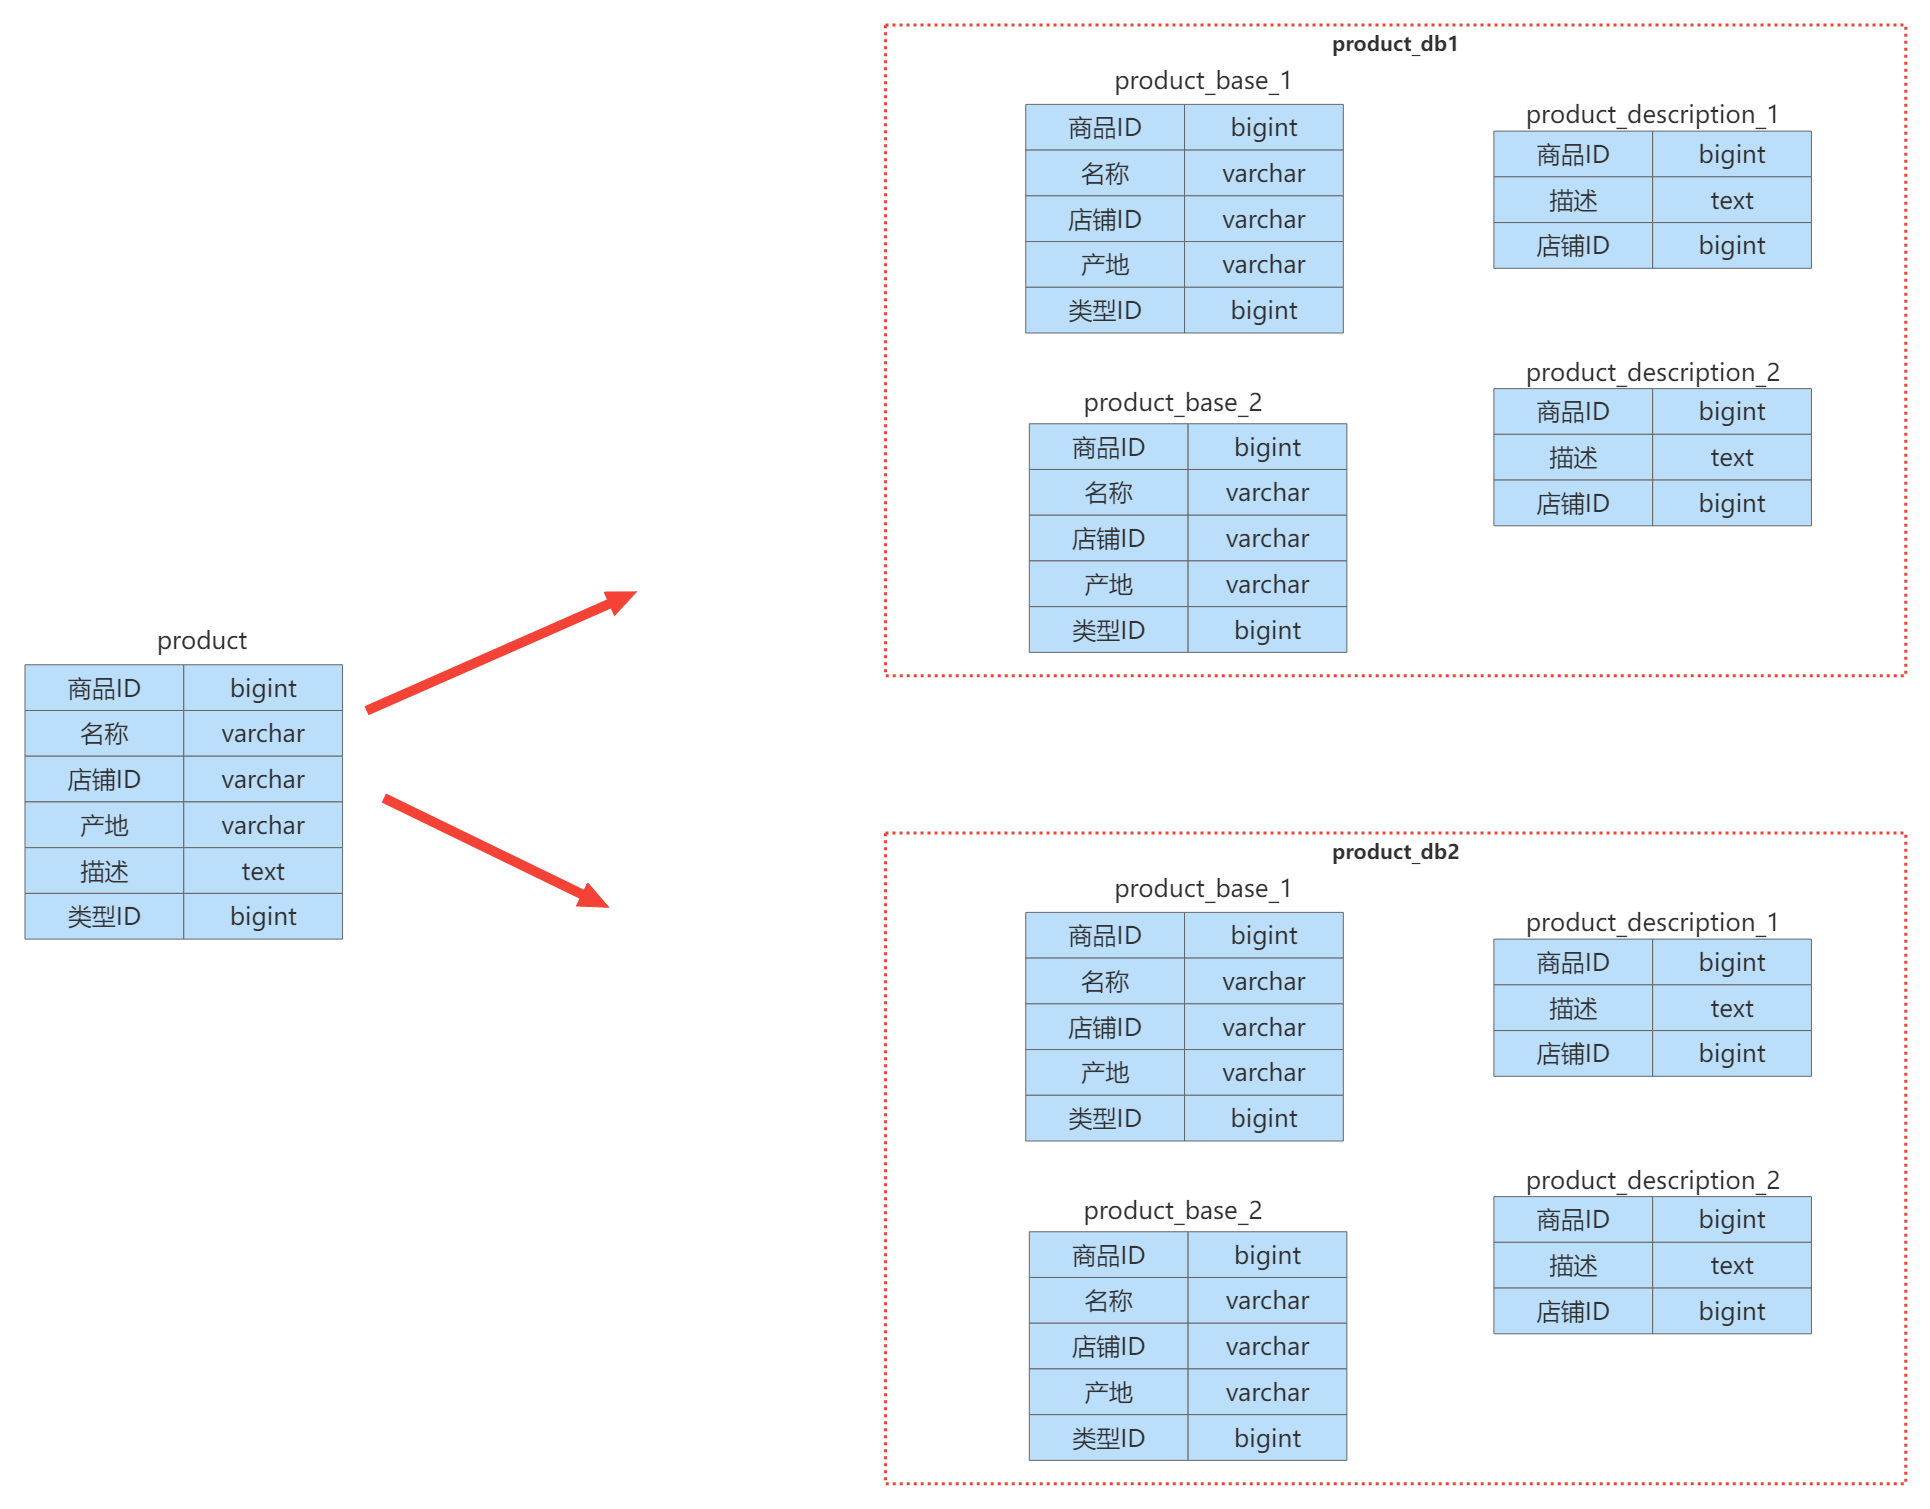 product
商品ID bigint
名称 varchar
店铺ID varchar
产地 varchar
描述 text
类型ID bigint
product_db1
product_base_1
商品ID bigint
名称 varchar
店铺ID varchar
产地 varchar
类型ID bigint
product_description_1
商品ID bigint
描述 text
店铺ID bigint
product_base_2
商品ID bigint
名称 varchar
店铺ID varchar
产地 varchar
类型ID bigint
product_description_2
商品ID bigint
描述 text
店铺ID bigint
product_db2
product_base_1
商品ID bigint
名称 varchar
店铺ID varchar
产地 varchar
类型ID bigint
product_description_1
商品ID bigint
描述 text
店铺ID bigint
product_base_2
商品ID bigint
名称 varchar
店铺ID varchar
产地 varchar
类型ID bigint
product_description_2
商品ID bigint
描述 text
店铺ID bigint